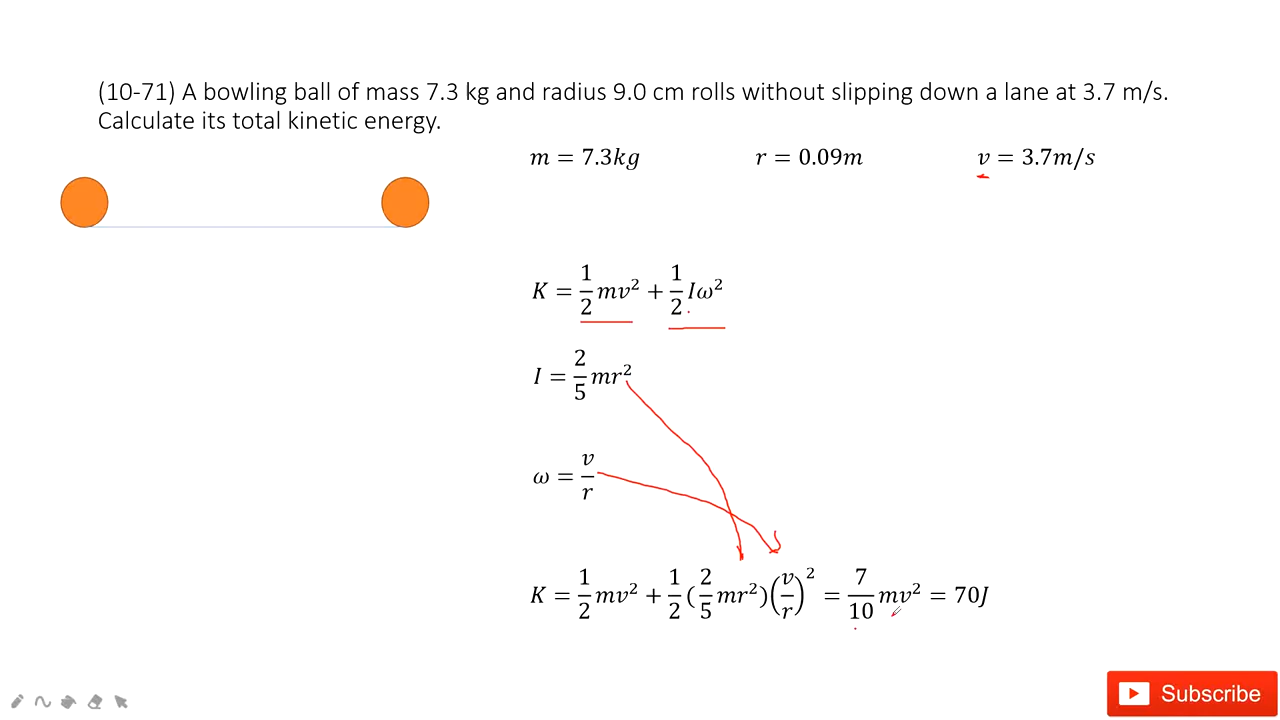 (10-71) A bowling ball of mass 7.3 kg and radius 9.0 cm rolls without slipping down a lane at 3.7 m/s.
Calculate its total kinetic energy.
m = 7.3kg r = 0.09m v = 3.7m/s
K = 1/2 mv² + 1/2 Iω²
I = 2/5 mr²
ω = v/r
K = 1/2 mv² + 1/2 (2/5 mr²)(v/r)² = 7/10 mv² = 70J
Subscribe